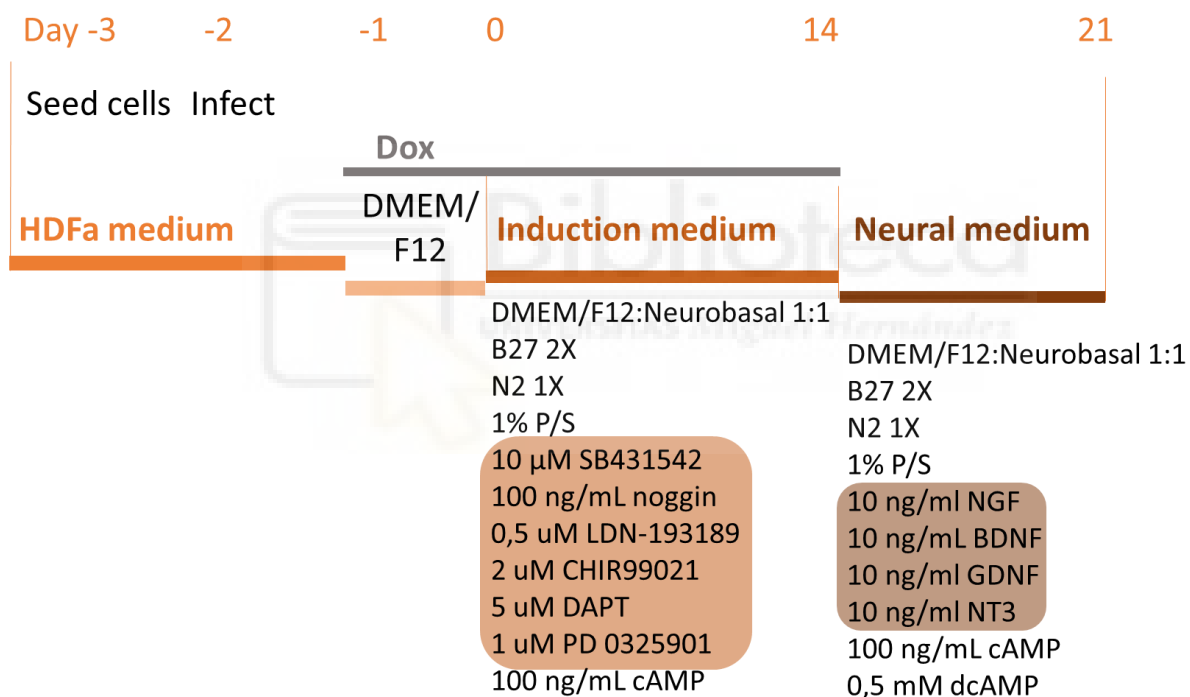 Day -3 -2 -1 0 14 21
Seed cells Infect
Dox
HDFa medium
DMEM/
F12
Induction medium
Neural medium
Biblioteca
UNIVERSITAS Miguel Hernández
DMEM/F12:Neurobasal 1:1
B27 2X
N2 1X
1% P/S
10 µM SB431542
100 ng/mL noggin
0,5 uM LDN-193189
2 uM CHIR99021
5 uM DAPT
1 uM PD 0325901
100 ng/mL cAMP
DMEM/F12:Neurobasal 1:1
B27 2X
N2 1X
1% P/S
10 ng/ml NGF
10 ng/mL BDNF
10 ng/ml GDNF
10 ng/ml NT3
100 ng/mL cAMP
0,5 mM dcAMP